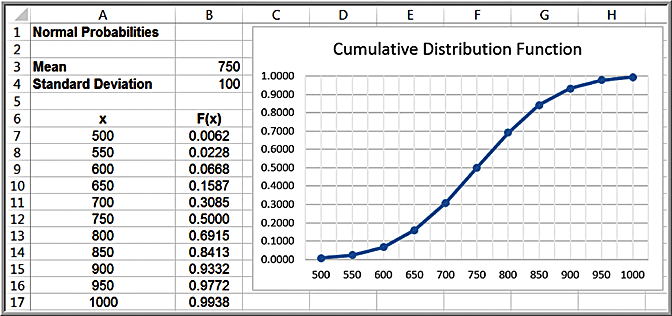 A B C D E F G H
1 Normal Probabilities
2
3 Mean 750
4 Standard Deviation 100
5
6 x F(x)
7 500 0.0062
8 550 0.0228
9 600 0.0668
10 650 0.1587
11 700 0.3085
12 750 0.5000
13 800 0.6915
14 850 0.8413
15 900 0.9332
16 950 0.9772
17 1000 0.9938
Cumulative Distribution Function
1.0000
0.9000
0.8000
0.7000
0.6000
0.5000
0.4000
0.3000
0.2000
0.1000
0.0000
500 550 600 650 700 750 800 850 900 950 1000